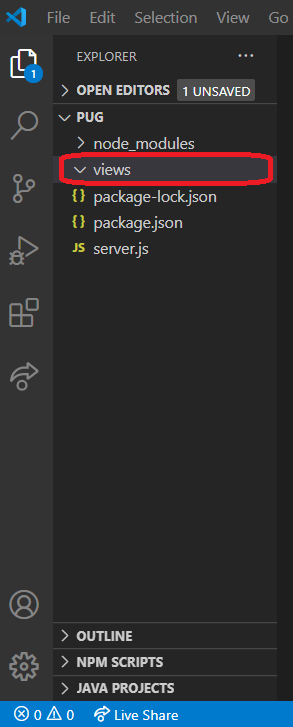 File Edit Selection View Go
EXPLORER ...
1
OPEN EDITORS 1 UNSAVED
PUG
node_modules
views
{ } package-lock.json
{ } package.json
JS server.js
OUTLINE
NPM SCRIPTS
JAVA PROJECTS
0 0 Live Share